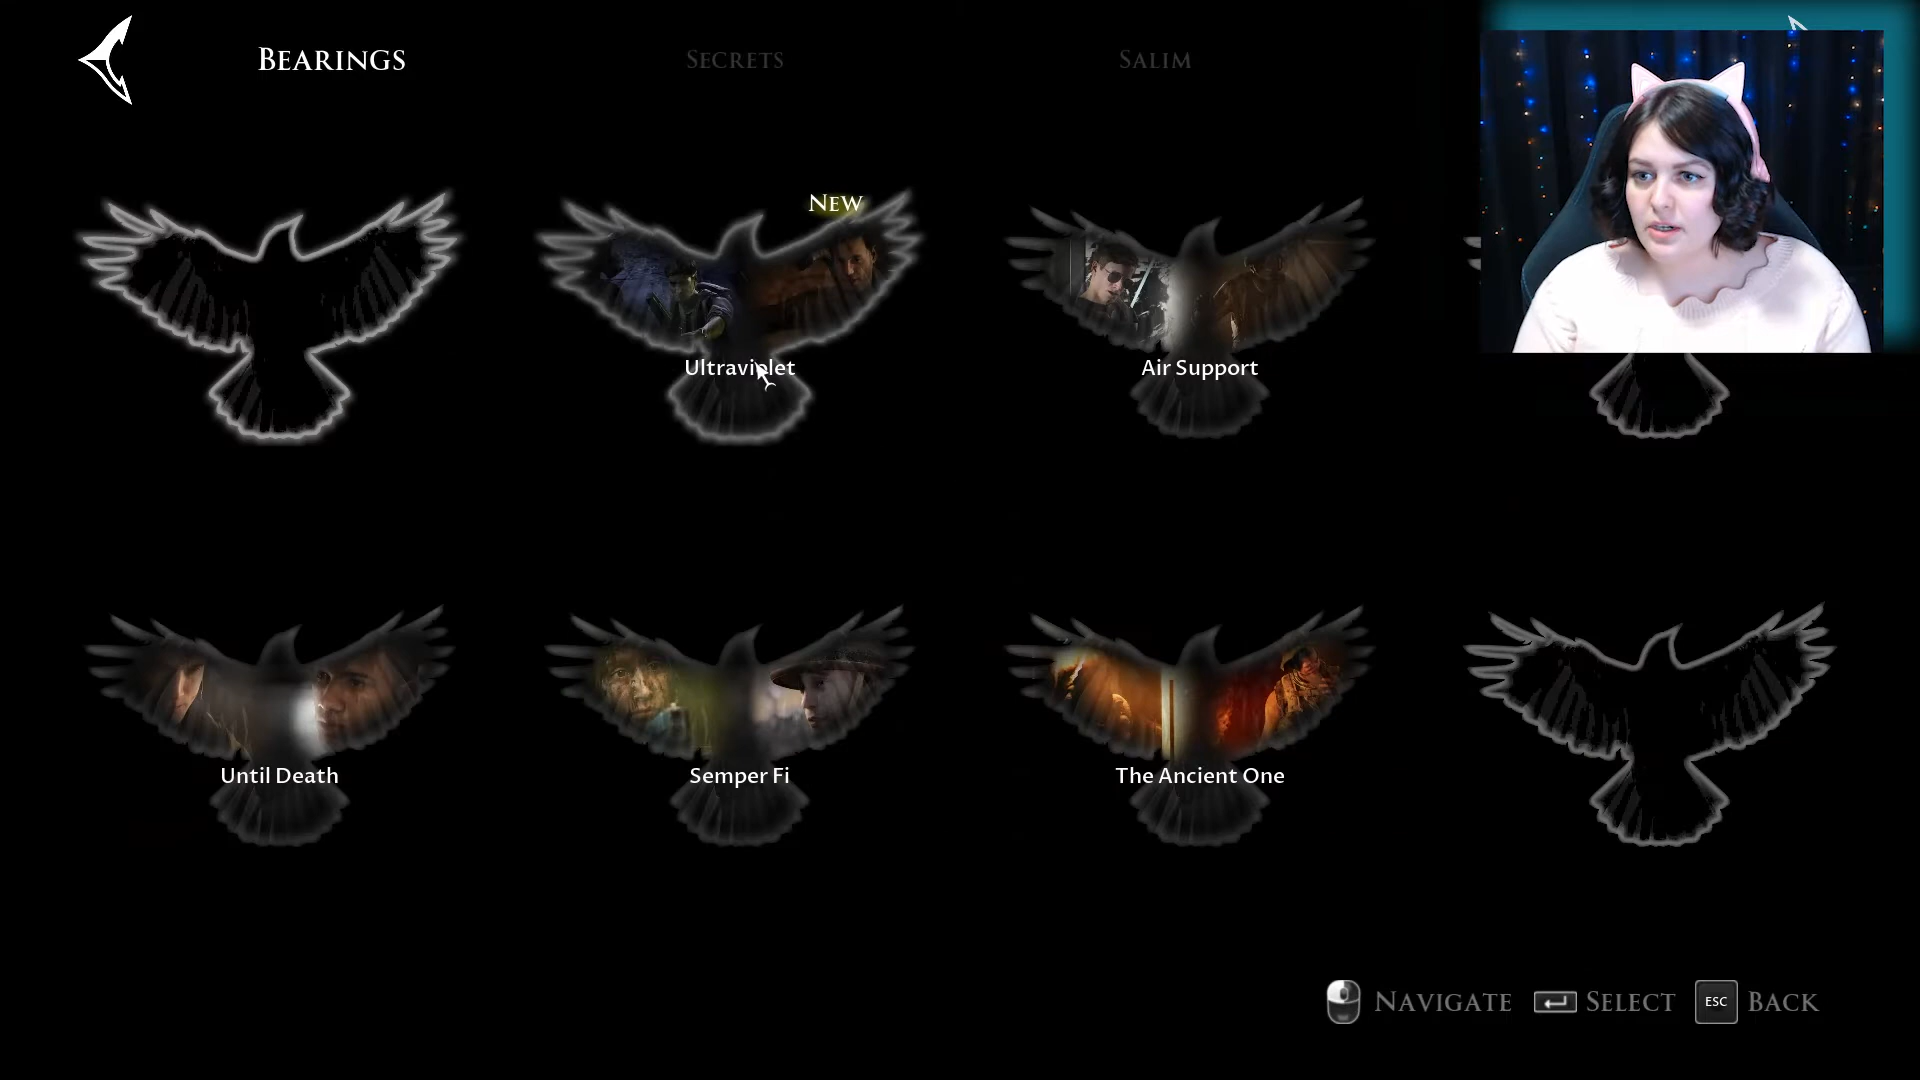 BEARINGS
SECRETS
SALIM
NEW
Ultraviolet
Air Support
Until Death
Semper Fi
The Ancient One
NAVIGATE
SELECT
ESC
BACK